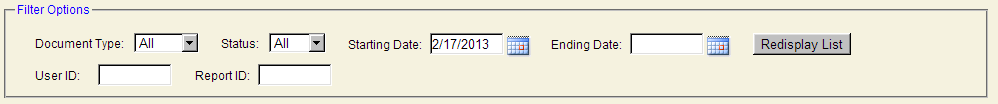 Filter Options
Document Type: All Status: All Starting Date: 2/17/2013 Ending Date: Redisplay List
User ID: Report ID: